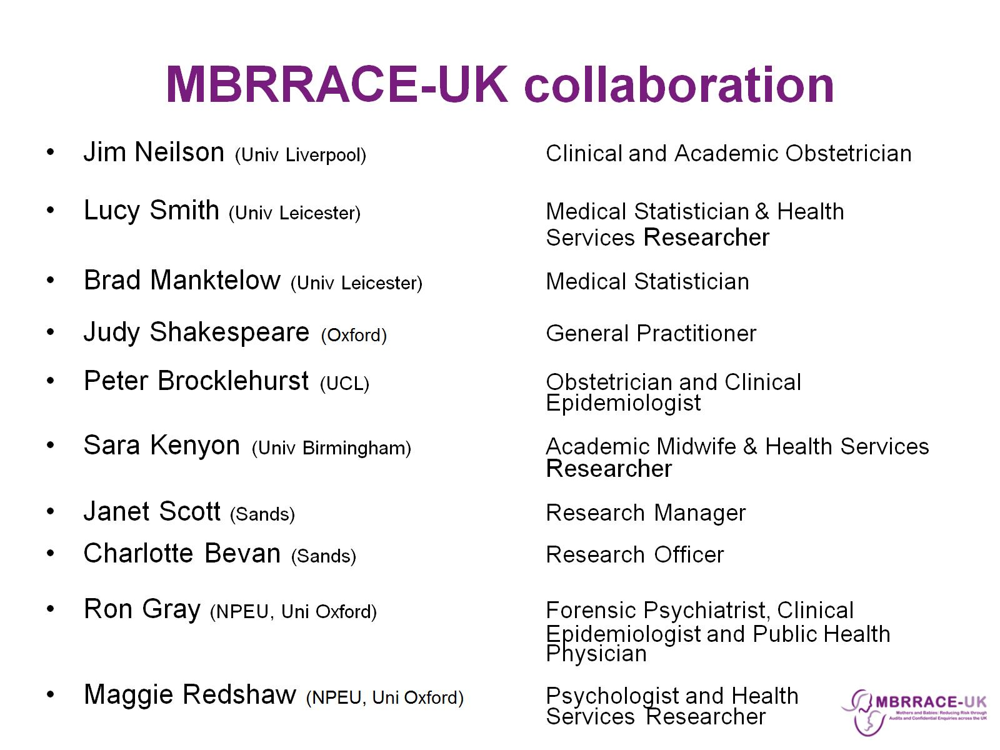 MBRRACE-UK collaboration
• Jim Neilson (Univ Liverpool) Clinical and Academic Obstetrician
• Lucy Smith (Univ Leicester) Medical Statistician & Health
Services Researcher
• Brad Manktelow (Univ Leicester) Medical Statistician
• Judy Shakespeare (Oxford) General Practitioner
• Peter Brocklehurst (UCL) Obstetrician and Clinical
Epidemiologist
• Sara Kenyon (Univ Birmingham) Academic Midwife & Health Services
Researcher
• Janet Scott (Sands) Research Manager
• Charlotte Bevan (Sands) Research Officer
• Ron Gray (NPEU, Uni Oxford) Forensic Psychiatrist, Clinical
Epidemiologist and Public Health
Physician
• Maggie Redshaw (NPEU, Uni Oxford) Psychologist and Health
Services Researcher
MBRRACE-UK
Mothers and Babies: Reducing Risk through
Audits and Confidential Enquiries across the UK